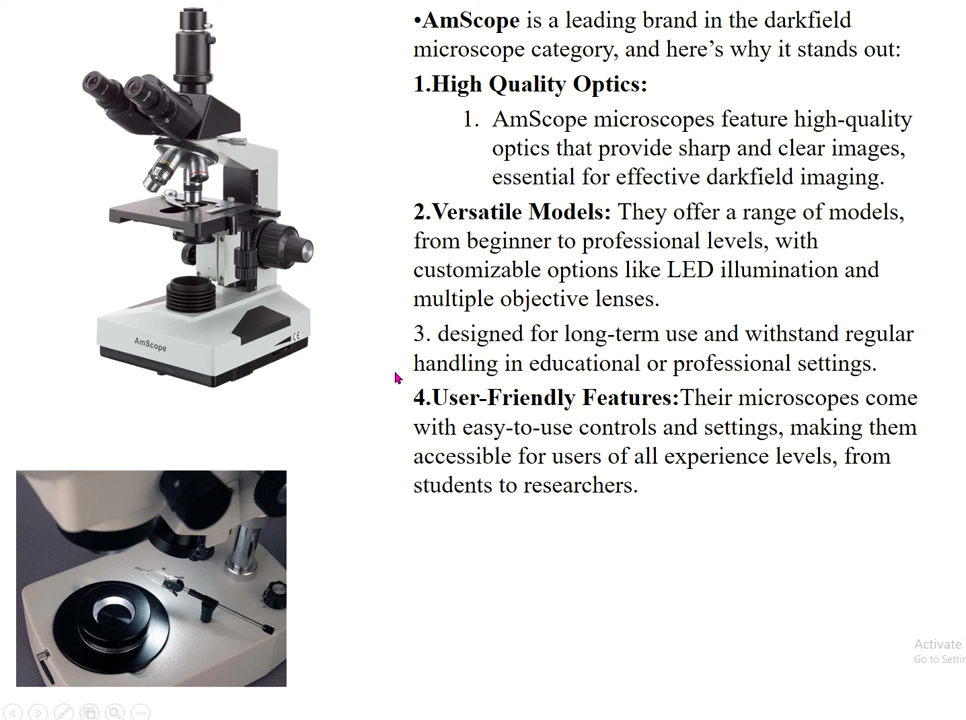 •AmScope is a leading brand in the darkfield
microscope category, and here’s why it stands out:
1.High Quality Optics:
1. AmScope microscopes feature high-quality
optics that provide sharp and clear images,
essential for effective darkfield imaging.
2.Versatile Models: They offer a range of models,
from beginner to professional levels, with
customizable options like LED illumination and
multiple objective lenses.
3. designed for long-term use and withstand regular
handling in educational or professional settings.
4.User-Friendly Features:Their microscopes come
with easy-to-use controls and settings, making them
accessible for users of all experience levels, from
students to researchers.
AmScope
CE
Activate
Go to Settin